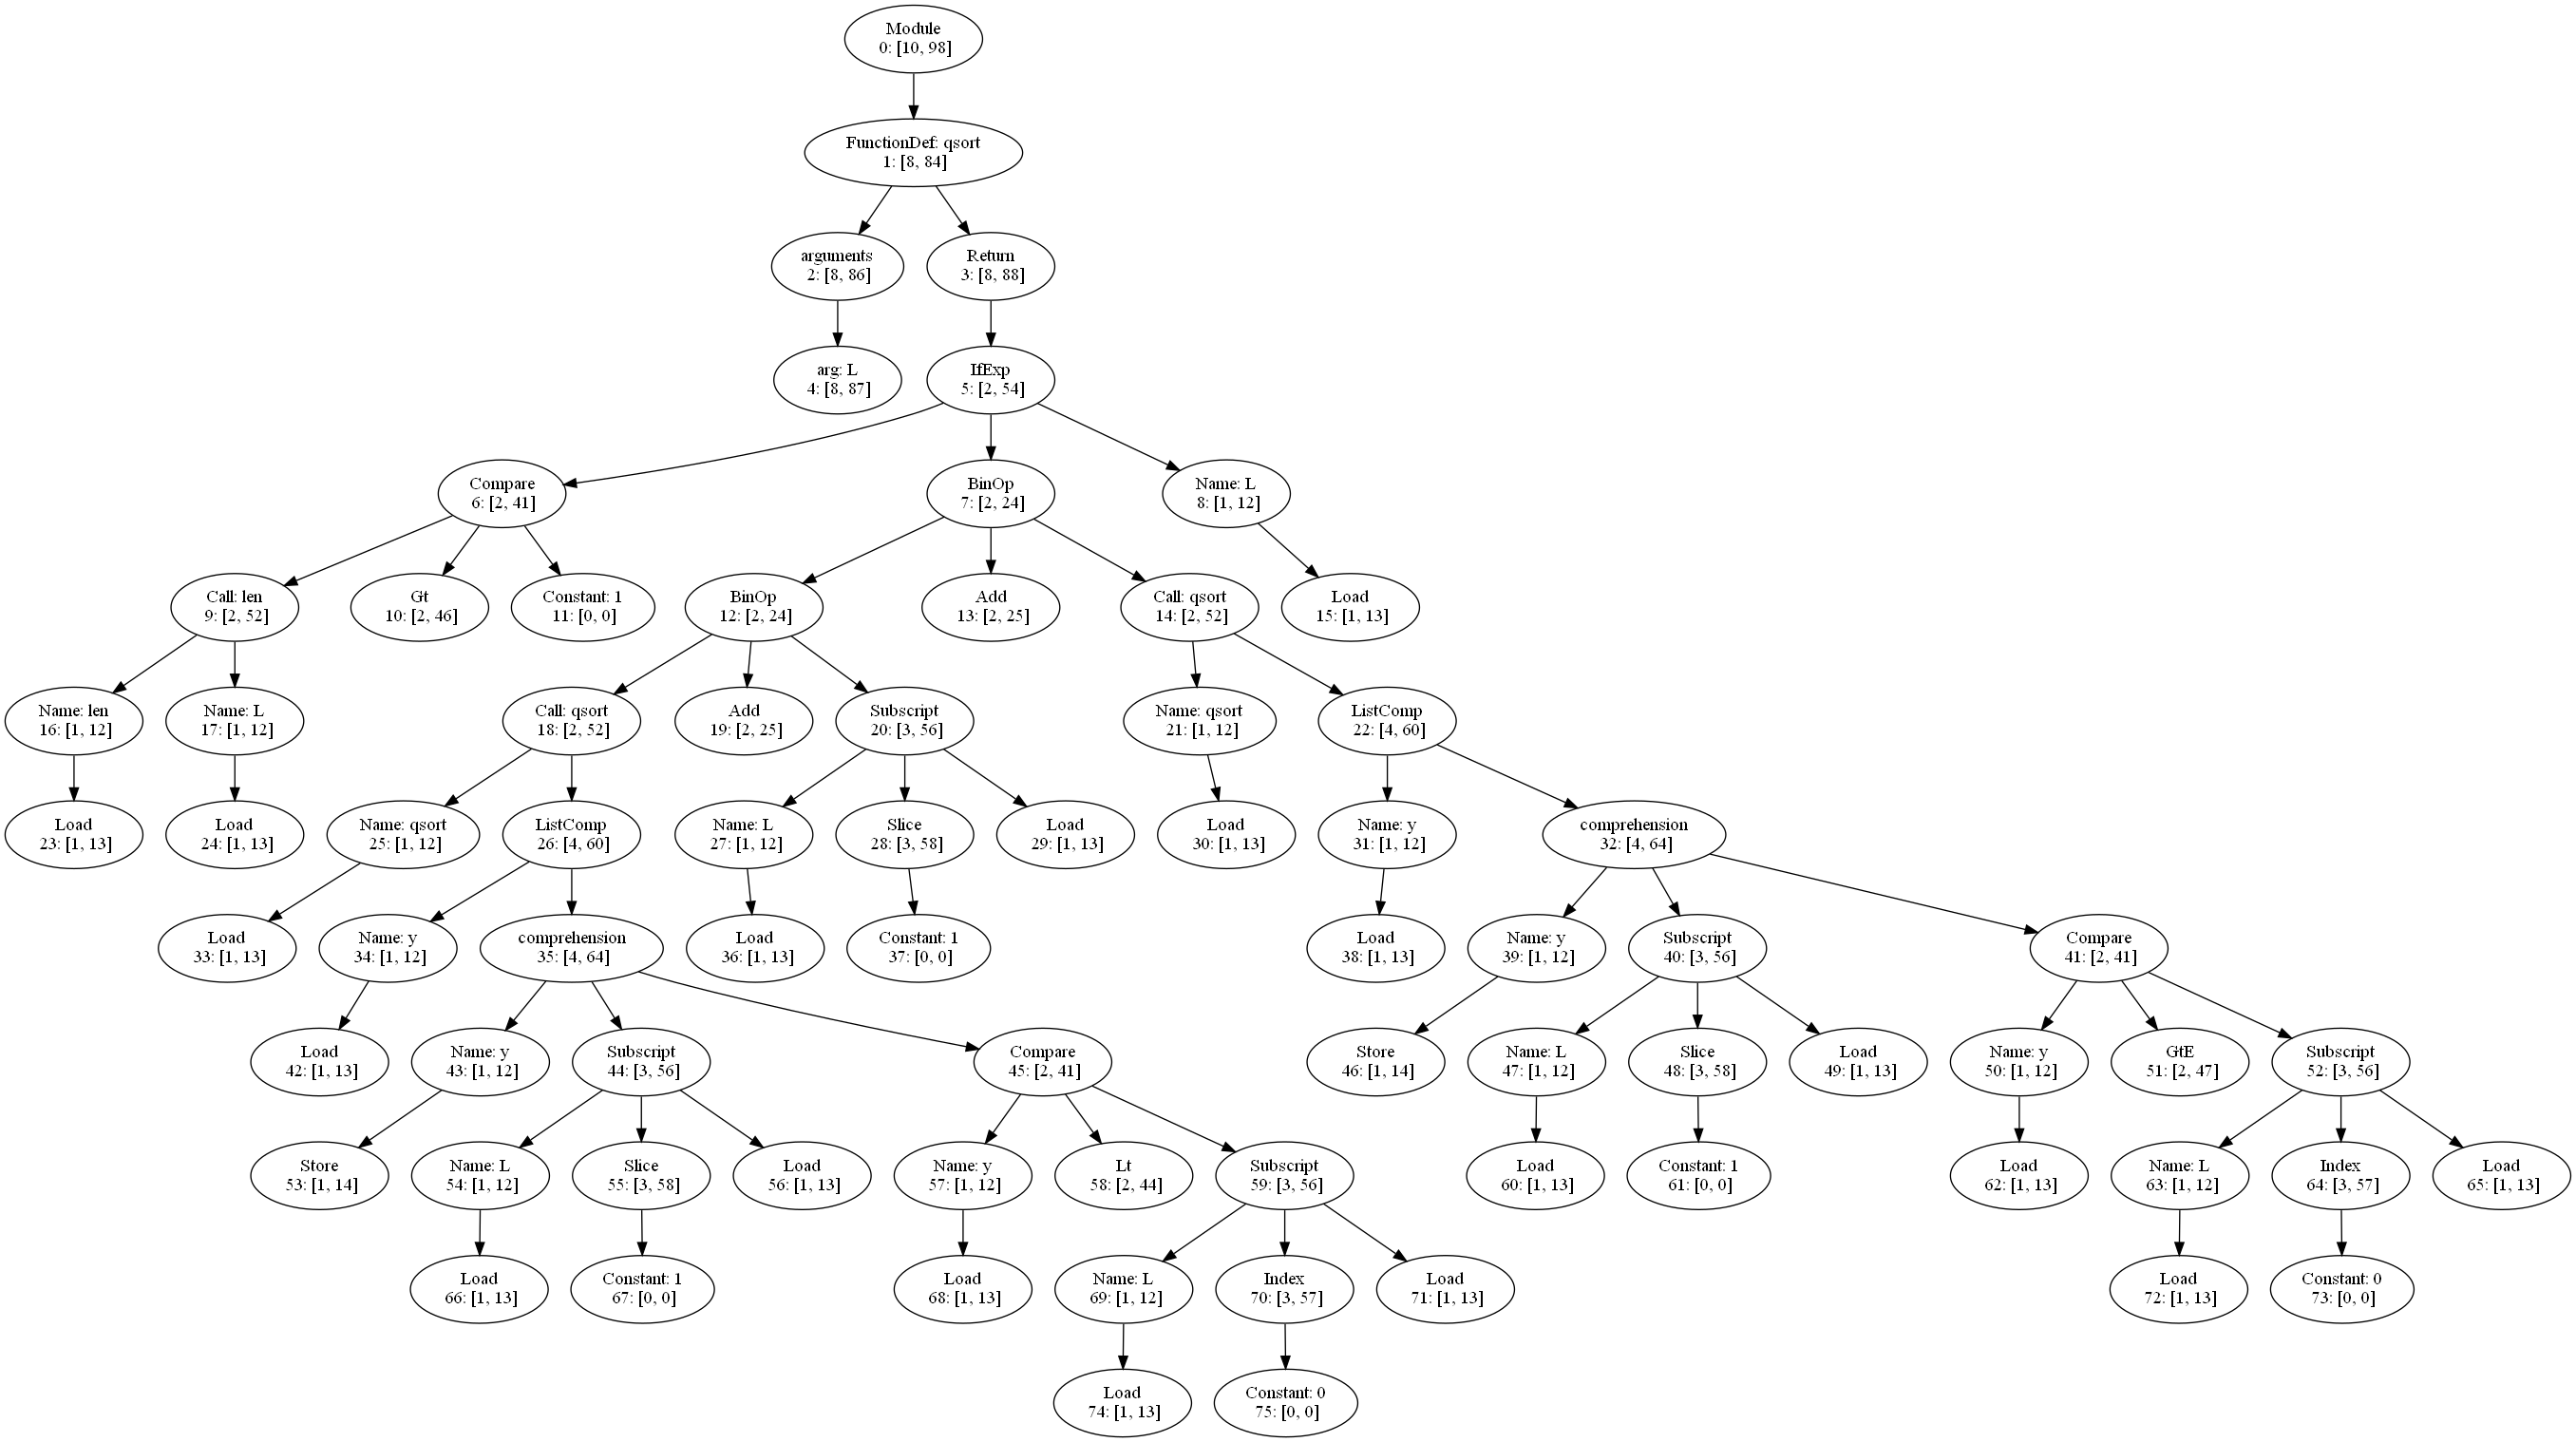 Module
0: [10, 98]
FunctionDef: qsort
1: [8, 84]
arguments
2: [8, 86]
Return
3: [8, 88]
arg: L
4: [8, 87]
IfExp
5: [2, 54]
Compare
6: [2, 41]
BinOp
7: [2, 24]
Name: L
8: [1, 12]
Call: len
9: [2, 52]
Gt
10: [2, 46]
Constant: 1
11: [0, 0]
BinOp
12: [2, 24]
Add
13: [2, 25]
Call: qsort
14: [2, 52]
Load
15: [1, 13]
Name: len
16: [1, 12]
Name: L
17: [1, 12]
Call: qsort
18: [2, 52]
Add
19: [2, 25]
Subscript
20: [3, 56]
Name: qsort
21: [1, 12]
ListComp
22: [4, 60]
Load
23: [1, 13]
Load
24: [1, 13]
Name: qsort
25: [1, 12]
ListComp
26: [4, 60]
Name: L
27: [1, 12]
Slice
28: [3, 58]
Load
29: [1, 13]
Load
30: [1, 13]
Name: y
31: [1, 12]
comprehension
32: [4, 64]
Load
33: [1, 13]
Name: y
34: [1, 12]
comprehension
35: [4, 64]
Load
36: [1, 13]
Constant: 1
37: [0, 0]
Load
38: [1, 13]
Name: y
39: [1, 12]
Subscript
40: [3, 56]
Compare
41: [2, 41]
Load
42: [1, 13]
Name: y
43: [1, 12]
Subscript
44: [3, 56]
Compare
45: [2, 41]
Store
46: [1, 14]
Name: L
47: [1, 12]
Slice
48: [3, 58]
Load
49: [1, 13]
Name: y
50: [1, 12]
GtE
51: [2, 47]
Subscript
52: [3, 56]
Store
53: [1, 14]
Name: L
54: [1, 12]
Slice
55: [3, 58]
Load
56: [1, 13]
Name: y
57: [1, 12]
Lt
58: [2, 44]
Subscript
59: [3, 56]
Load
60: [1, 13]
Constant: 1
61: [0, 0]
Load
62: [1, 13]
Name: L
63: [1, 12]
Index
64: [3, 57]
Load
65: [1, 13]
Load
66: [1, 13]
Constant: 1
67: [0, 0]
Load
68: [1, 13]
Name: L
69: [1, 12]
Index
70: [3, 57]
Load
71: [1, 13]
Load
72: [1, 13]
Constant: 0
73: [0, 0]
Load
74: [1, 13]
Constant: 0
75: [0, 0]